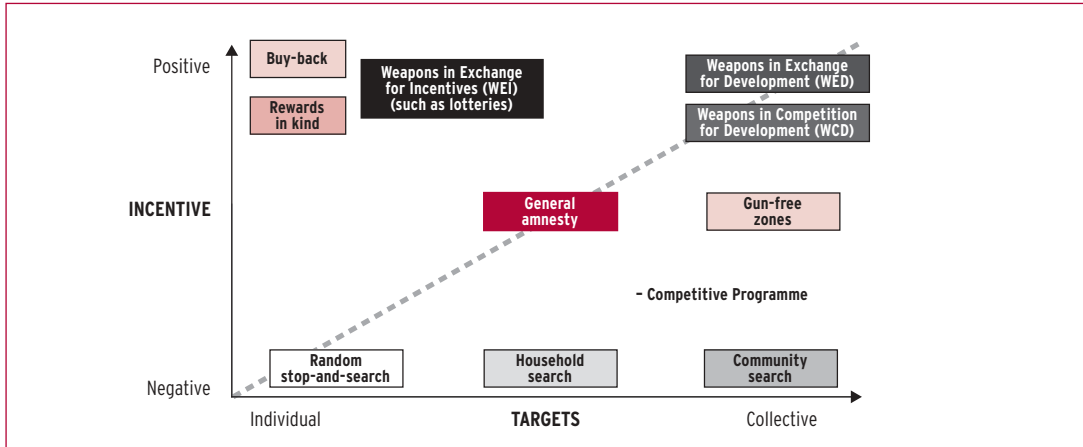 Positive
Buy-back
Weapons in Exchange
for Incentives (WEI)
(such as lotteries)
Weapons in Exchange
for Development (WED)
Rewards
in kind
Weapons in Competition
for Development (WCD)
INCENTIVE
General
amnesty
Gun-free
zones
– Competitive Programme
Random
stop-and-search
Household
search
Community
search
Negative
Individual
TARGETS
Collective